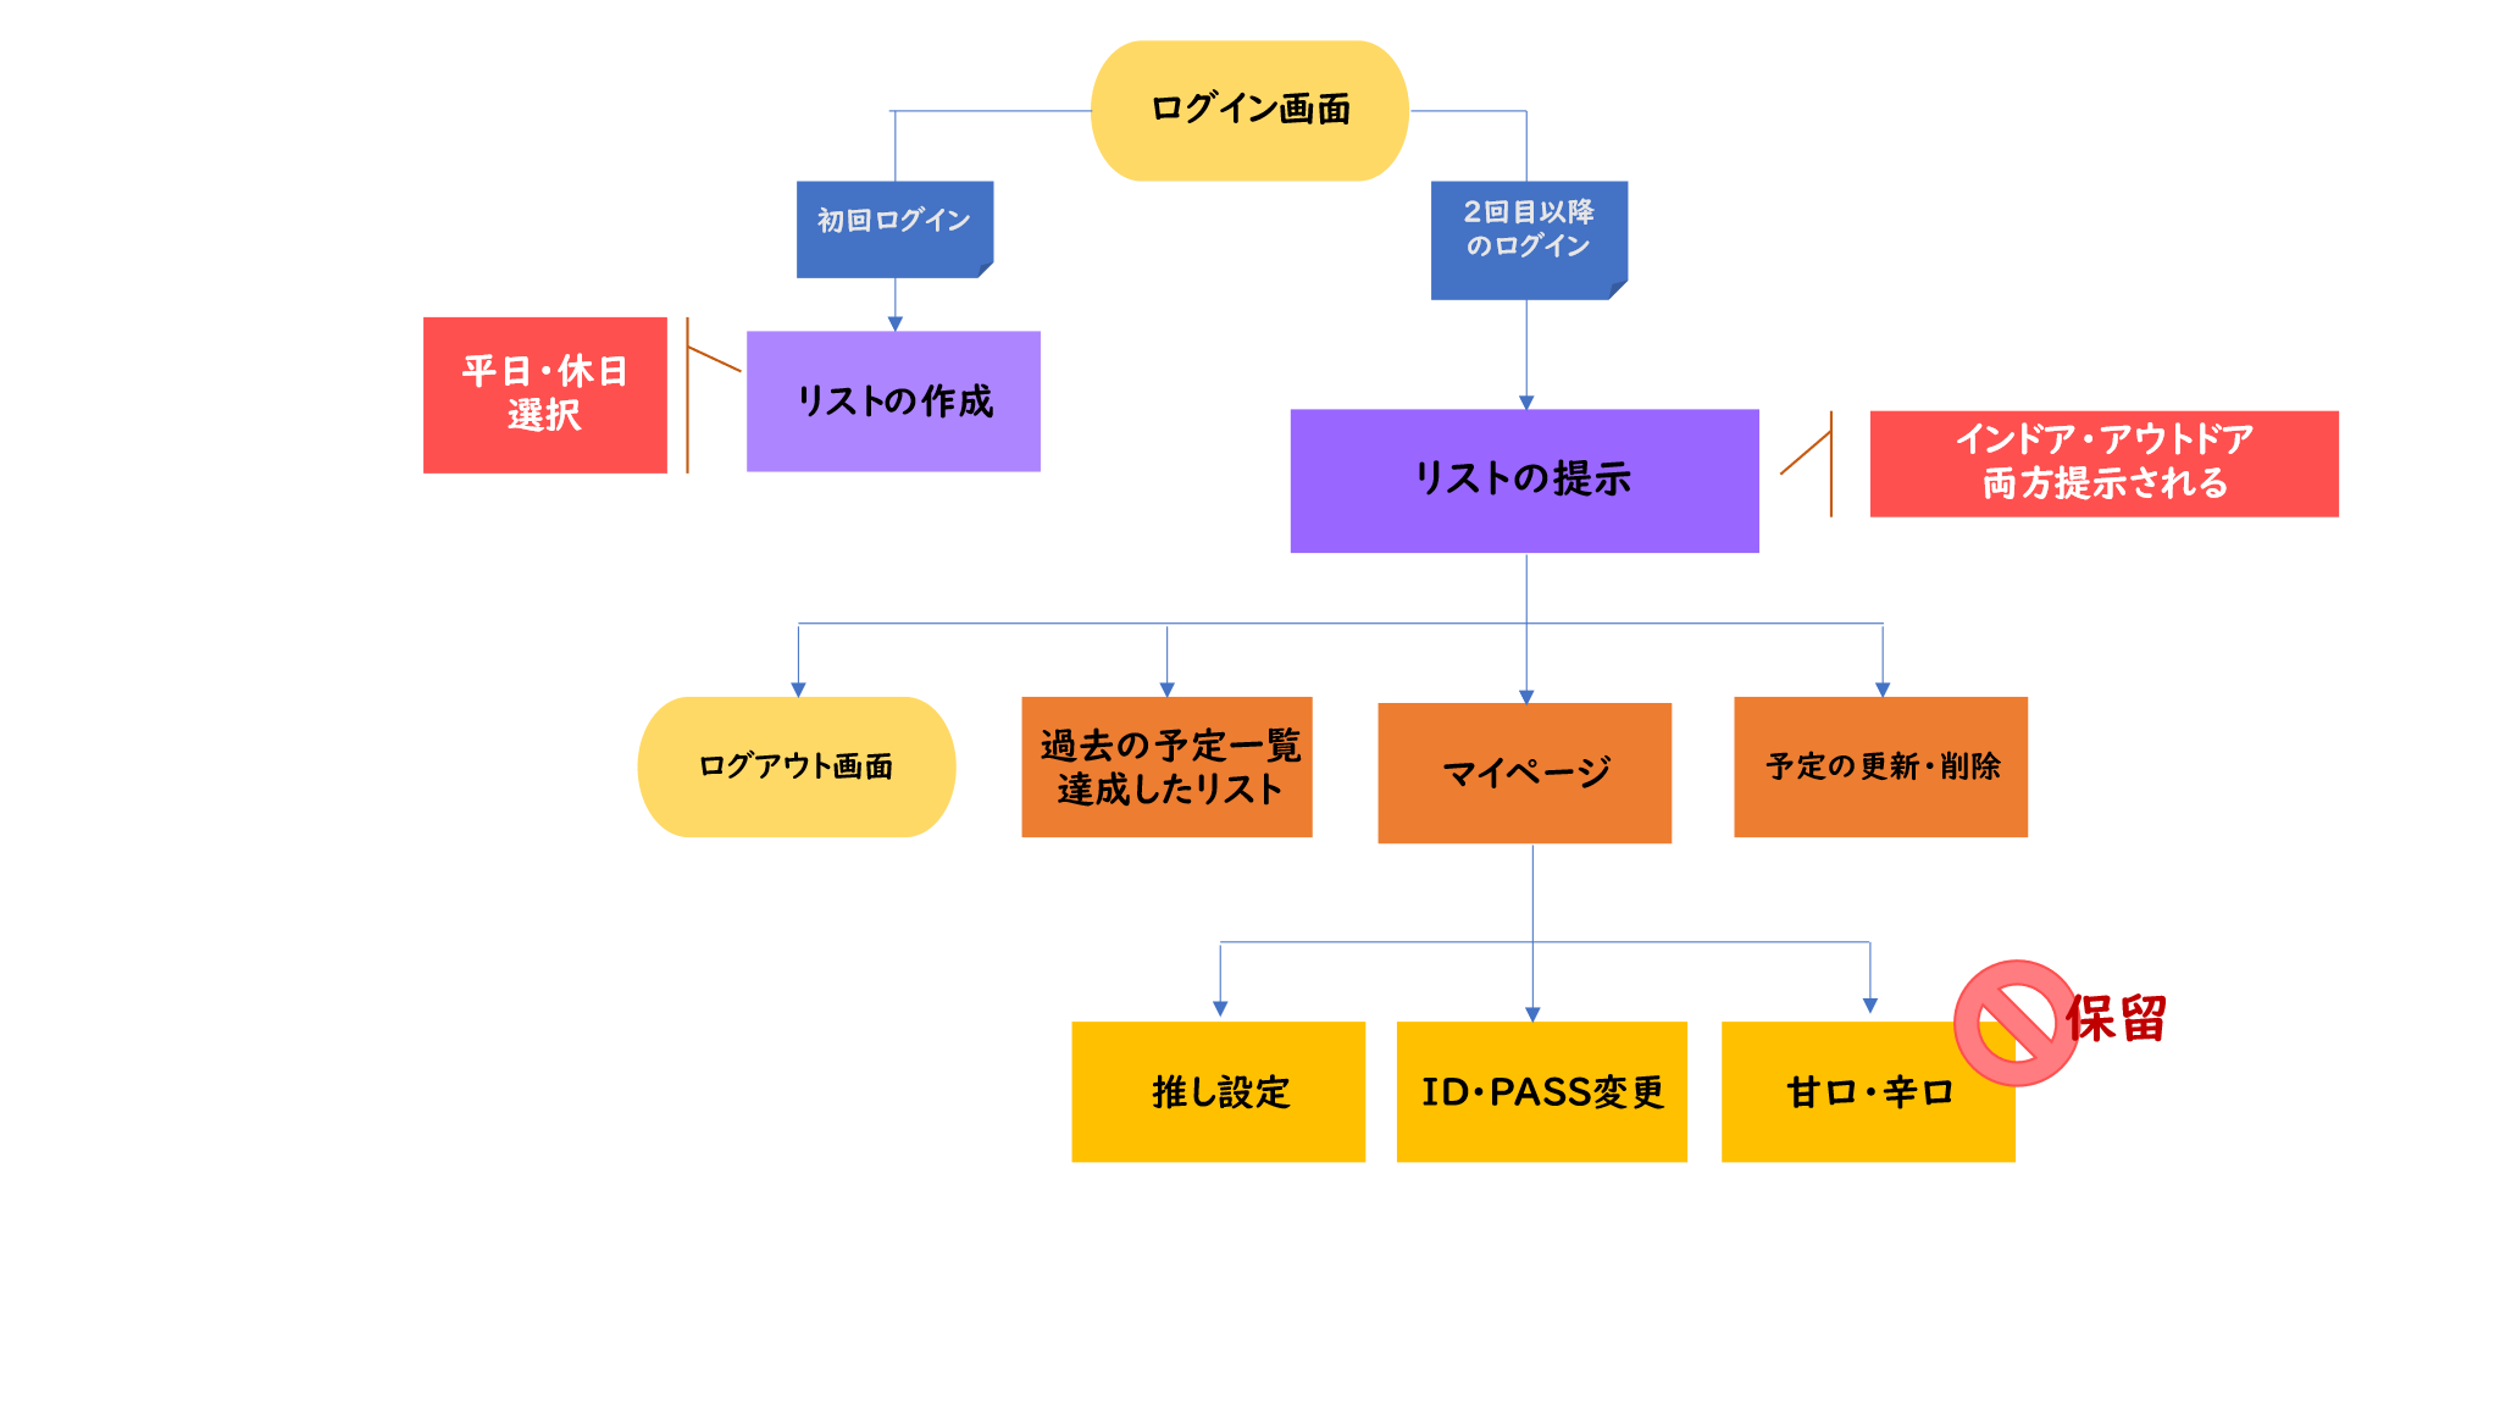 ログイン画面
初回ログイン
2回目以降
のログイン
平日・休日
選択
リストの作成
リストの提示
インドア・アウトドア
両方提示される
ログアウト画面
過去の予定一覧
達成したリスト
マイページ
予定の更新・削除
保留
推し設定
ID・PASS変更
甘口・辛口